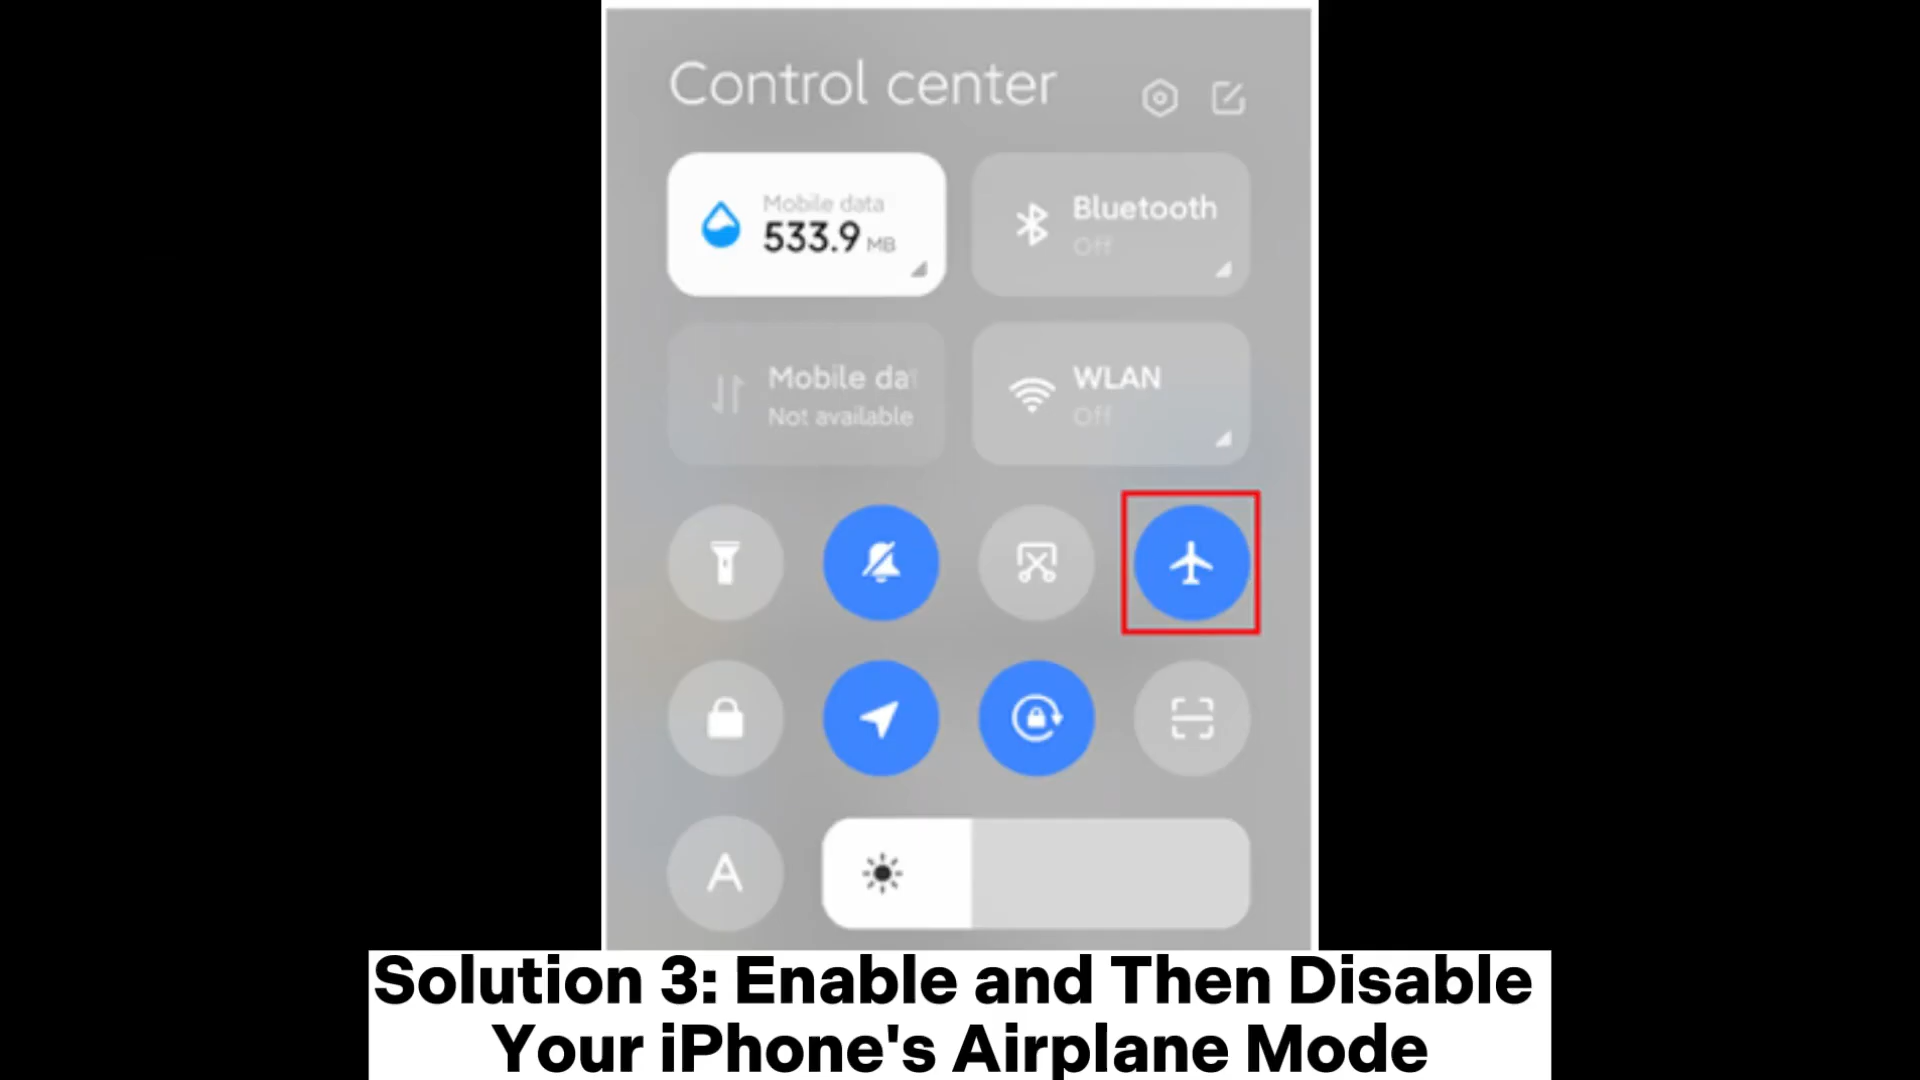 Control center
Mobile data
533.9 MB
Bluetooth
Off
Mobile da
Not available
WLAN
Off
A
Solution 3: Enable and Then Disable
Your iPhone's Airplane Mode